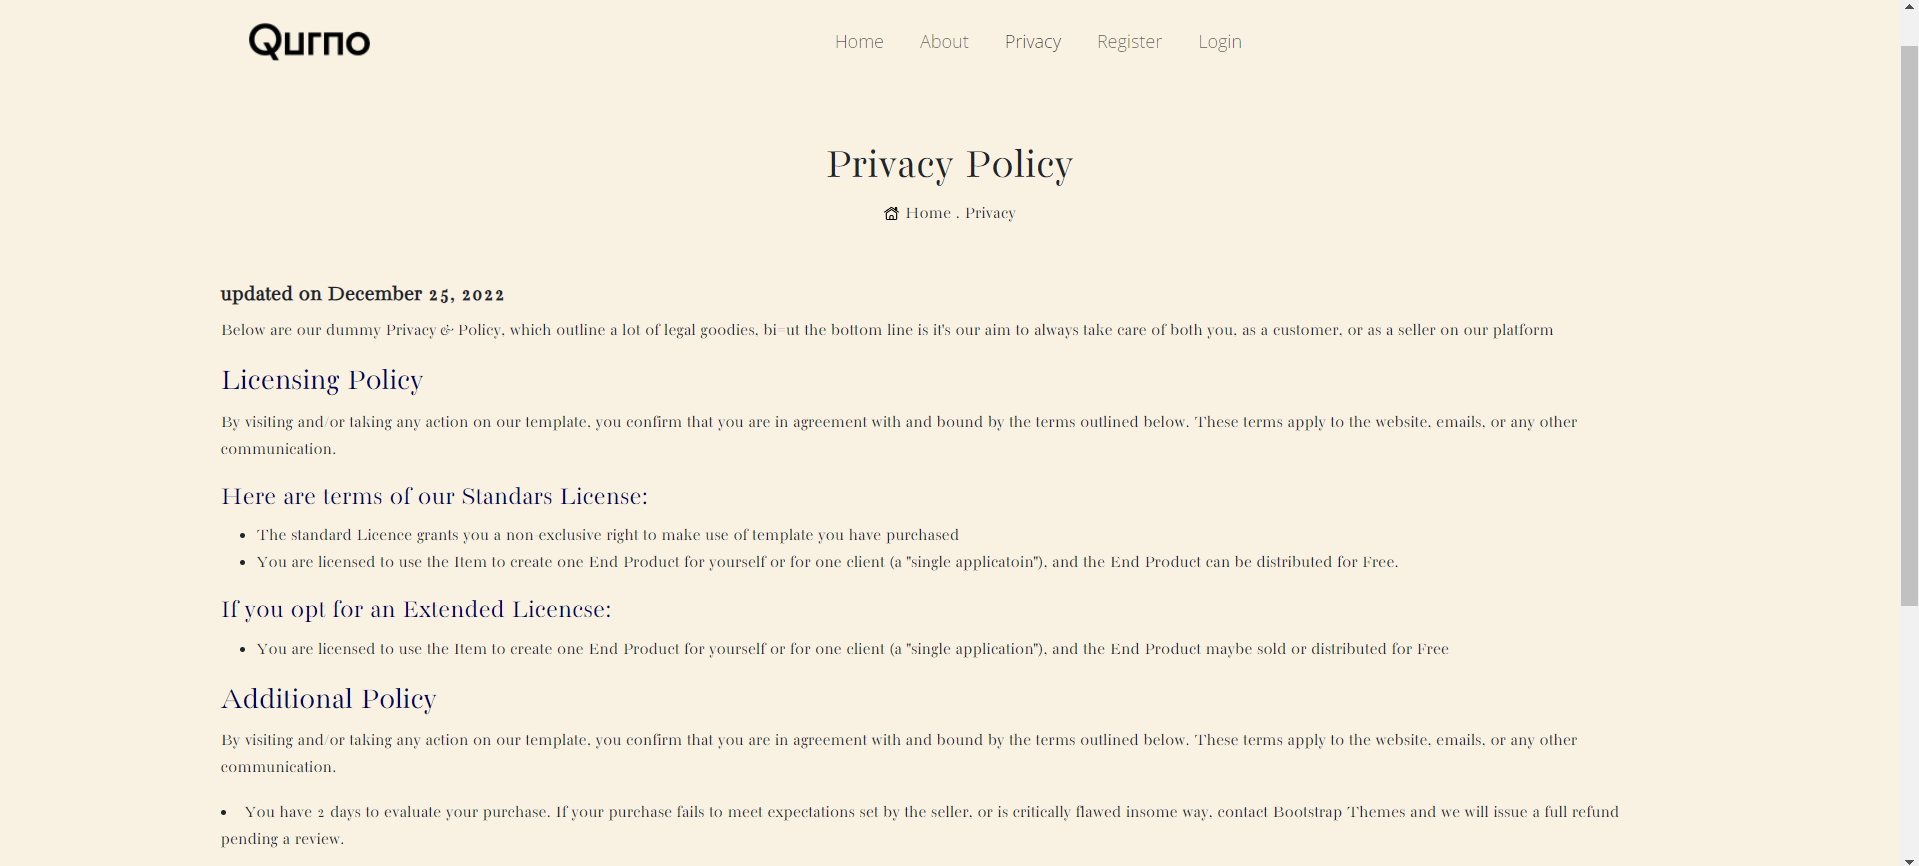 Qurno
Home About Privacy Register Login
Privacy Policy
Home . Privacy
updated on December 25, 2022
Below are our dummy Privacy & Policy, which outline a lot of legal goodies, bi=ut the bottom line is it's our aim to always take care of both you, as a customer, or as a seller on our platform
Licensing Policy
By visiting and/or taking any action on our template, you confirm that you are in agreement with and bound by the terms outlined below. These terms apply to the website, emails, or any other
communication.
Here are terms of our Standars License:
• The standard Licence grants you a non-exclusive right to make use of template you have purchased
• You are licensed to use the Item to create one End Product for yourself or for one client (a "single applicatoin"), and the End Product can be distributed for Free.
If you opt for an Extended Licencse:
• You are licensed to use the Item to create one End Product for yourself or for one client (a "single application"), and the End Product maybe sold or distributed for Free
Additional Policy
By visiting and/or taking any action on our template, you confirm that you are in agreement with and bound by the terms outlined below. These terms apply to the website, emails, or any other
communication.
• You have 2 days to evaluate your purchase. If your purchase fails to meet expectations set by the seller, or is critically flawed insome way, contact Bootstrap Themes and we will issue a full refund
pending a review.